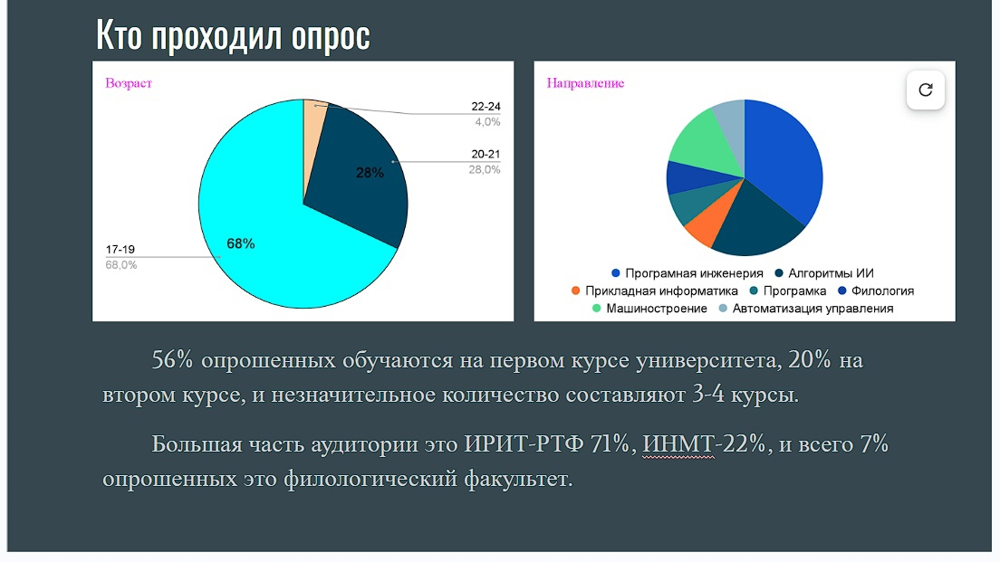 Кто проходил опрос
Возраст
22-24
4,0%
20-21
28,0%
28%
68%
17-19
68,0%
Направление
Програмная инженерия Алгоритмы ИИ
Прикладная информатика Програмка Филология
Машиностроение Автоматизация управления
56% опрошенных обучаются на первом курсе университета, 20% на
втором курсе, и незначительное количество составляют 3-4 курсы.
Большая часть аудитории это ИРИТ-РТФ 71%, ИНМТ-22%, и всего 7%
опрошенных это филологический факультет.